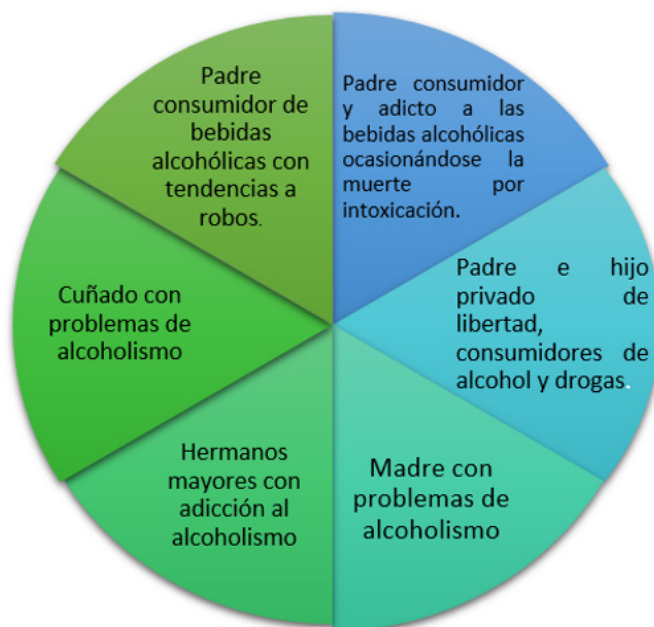 Padre
consumidor de
bebidas
alcohólicas con
tendencias a
robos.
Padre consumidor
y adicto a las
bebidas alcohólicas
ocasionándose la
muerte por
intoxicación.
Padre e hijo
privado de
libertad,
consumidores de
alcohol y drogas.
Madre con
problemas de
alcoholismo
Hermanos
mayores con
adicción al
alcoholismo
Cuñado con
problemas de
alcoholismo